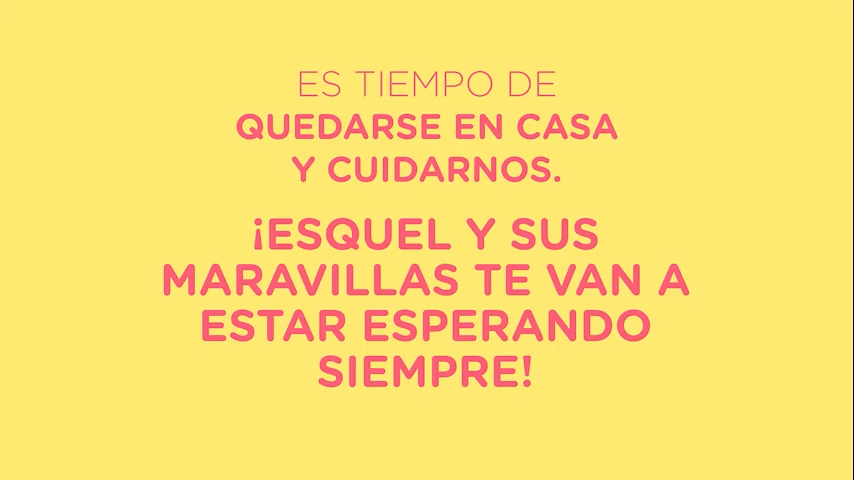 ES TIEMPO DE
QUEDARSE EN CASA
Y CUIDARNOS.
¡ESQUEL Y SUS
MARAVILLAS TE VAN A
ESTAR ESPERANDO
SIEMPRE!